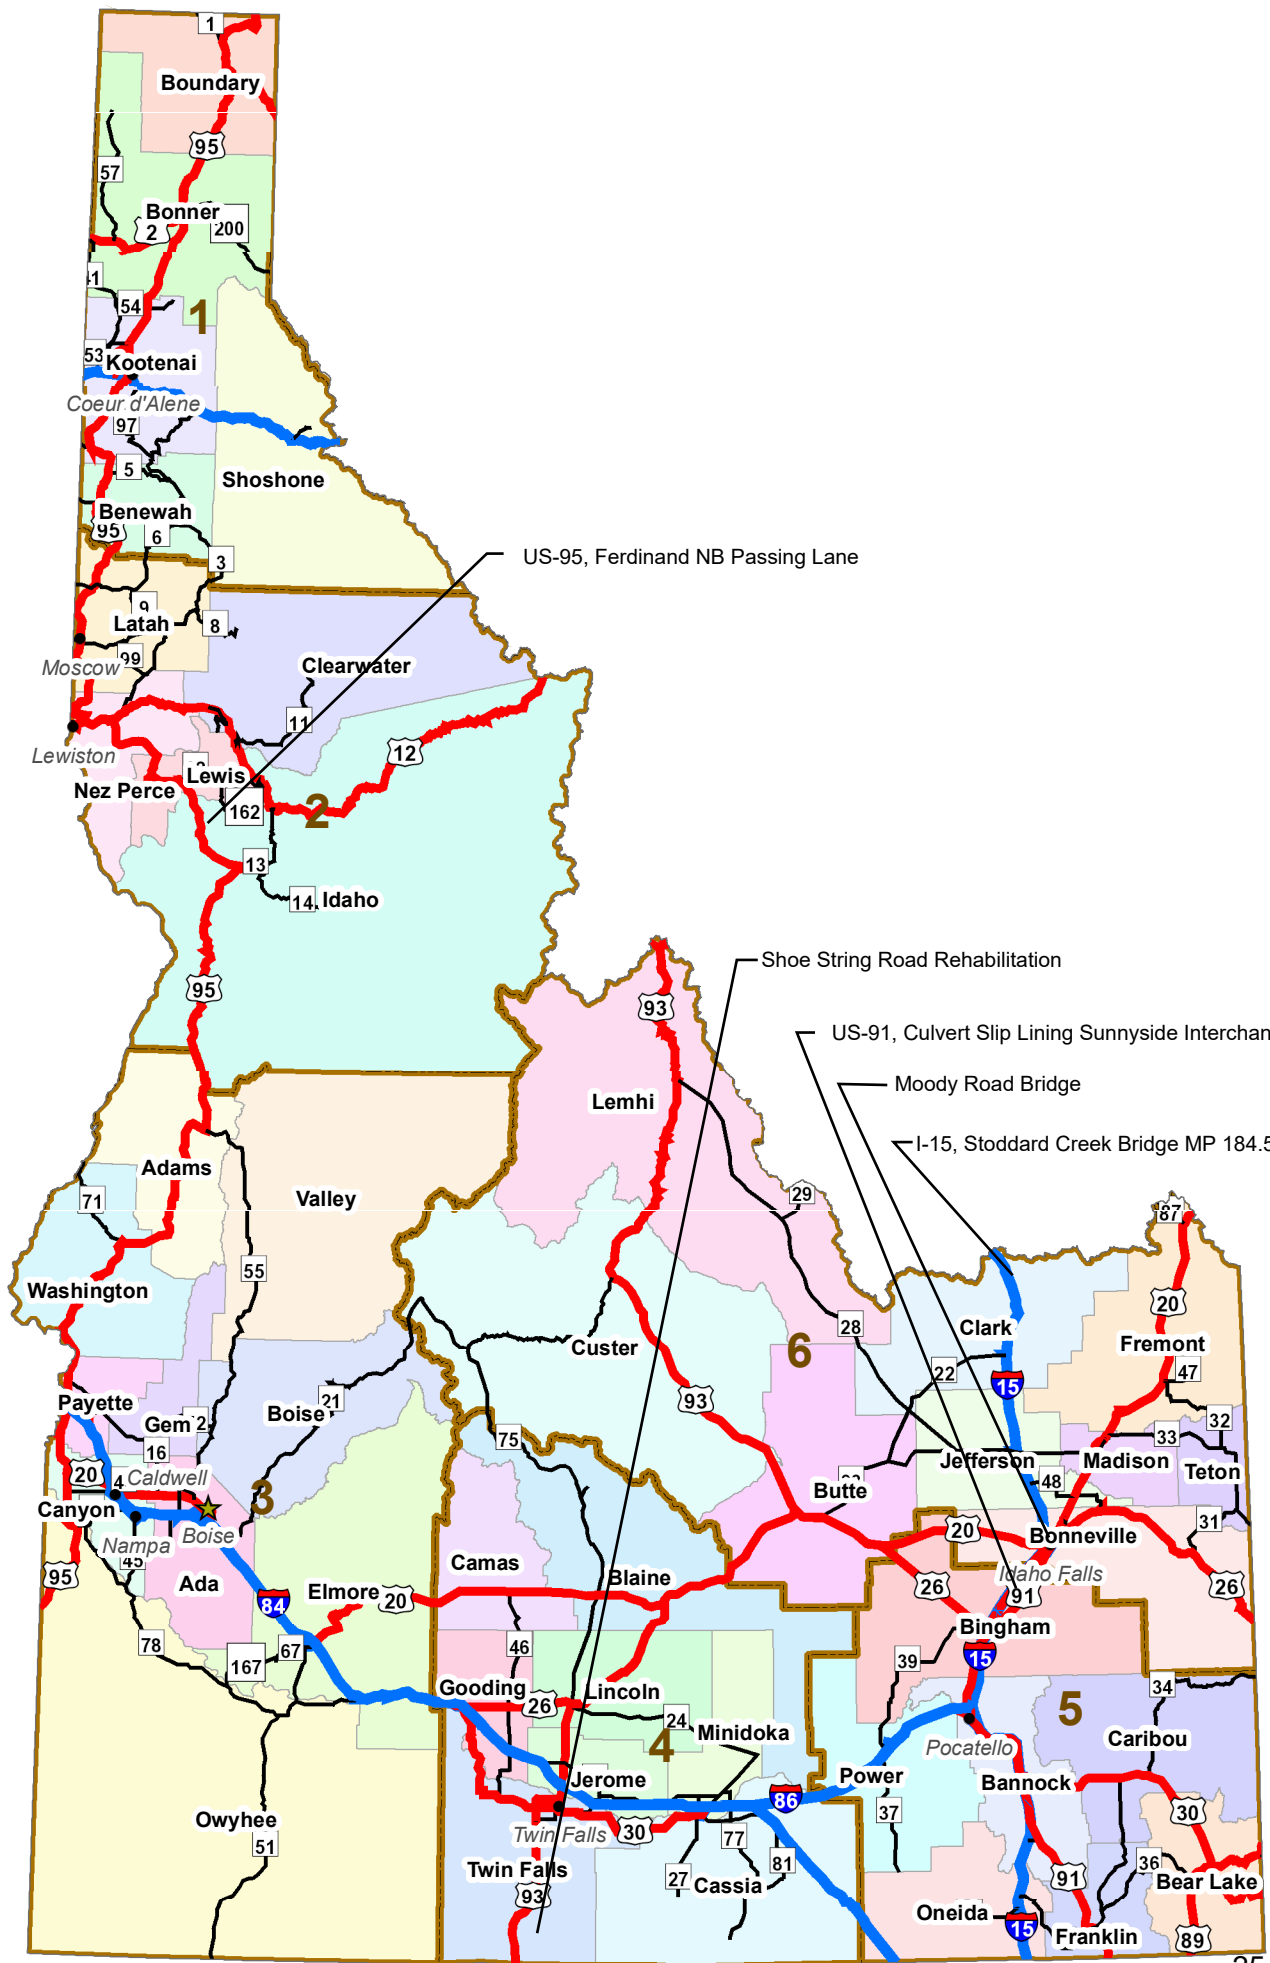 1
Boundary
95
57
Bonner
2
200
41
54
1
53
Kootenai
Coeur d'Alene
97
5
Shoshone
Benewah
95
6
3
US-95, Ferdinand NB Passing Lane
9
Latah
8
Moscow
99
Clearwater
11
Lewiston
12
Lewis
Nez Perce
162
2
13
14
Idaho
Shoe String Road Rehabilitation
95
93
US-91, Culvert Slip Lining Sunnyside Interchan
Moody Road Bridge
Lemhi
I-15, Stoddard Creek Bridge MP 184.5
Adams
71
Valley
29
87
55
Washington
20
28
Clark
Fremont
Custer
6
22
47
15
93
Payette
21
Boise
Gem
32
75
16
33
Jefferson
Madison
Teton
20
4
Caldwell
48
Butte
3
Canyon
31
20
Bonneville
Nampa
Boise
45
Camas
Idaho Falls
95
Ada
Elmore
20
Blaine
26
91
26
84
Bingham
78
46
67
167
39
15
Gooding
Lincoln
34
26
24
5
Minidoka
4
Caribou
Pocatello
Jerome
Power
Bannock
86
Owyhee
37
30
Twin Falls
30
77
51
81
36
Twin Falls
27
Cassia
91
Bear Lake
93
Oneida
15
Franklin
89